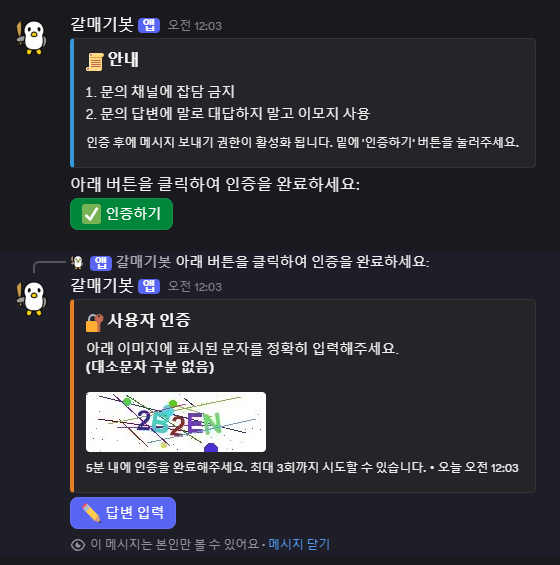 갈매기봇 앱 오전 12:03
안내
1. 문의 채널에 잡담 금지
2. 문의 답변에 말로 대답하지 말고 이모지 사용
인증 후에 메시지 보내기 권한이 활성화 됩니다. 밑에 '인증하기' 버튼을 눌러주세요.
아래 버튼을 클릭하여 인증을 완료하세요:
인증하기
앱 갈매기봇 아래 버튼을 클릭하여 인증을 완료하세요:
갈매기봇 앱 오전 12:03
사용자 인증
아래 이미지에 표시된 문자를 정확히 입력해주세요.
(대소문자 구분 없음)
2B2EN
5분 내에 인증을 완료해주세요. 최대 3회까지 시도할 수 있습니다. • 오늘 오전 12:03
답변 입력
이 메시지는 본인만 볼 수 있어요 • 메시지 닫기